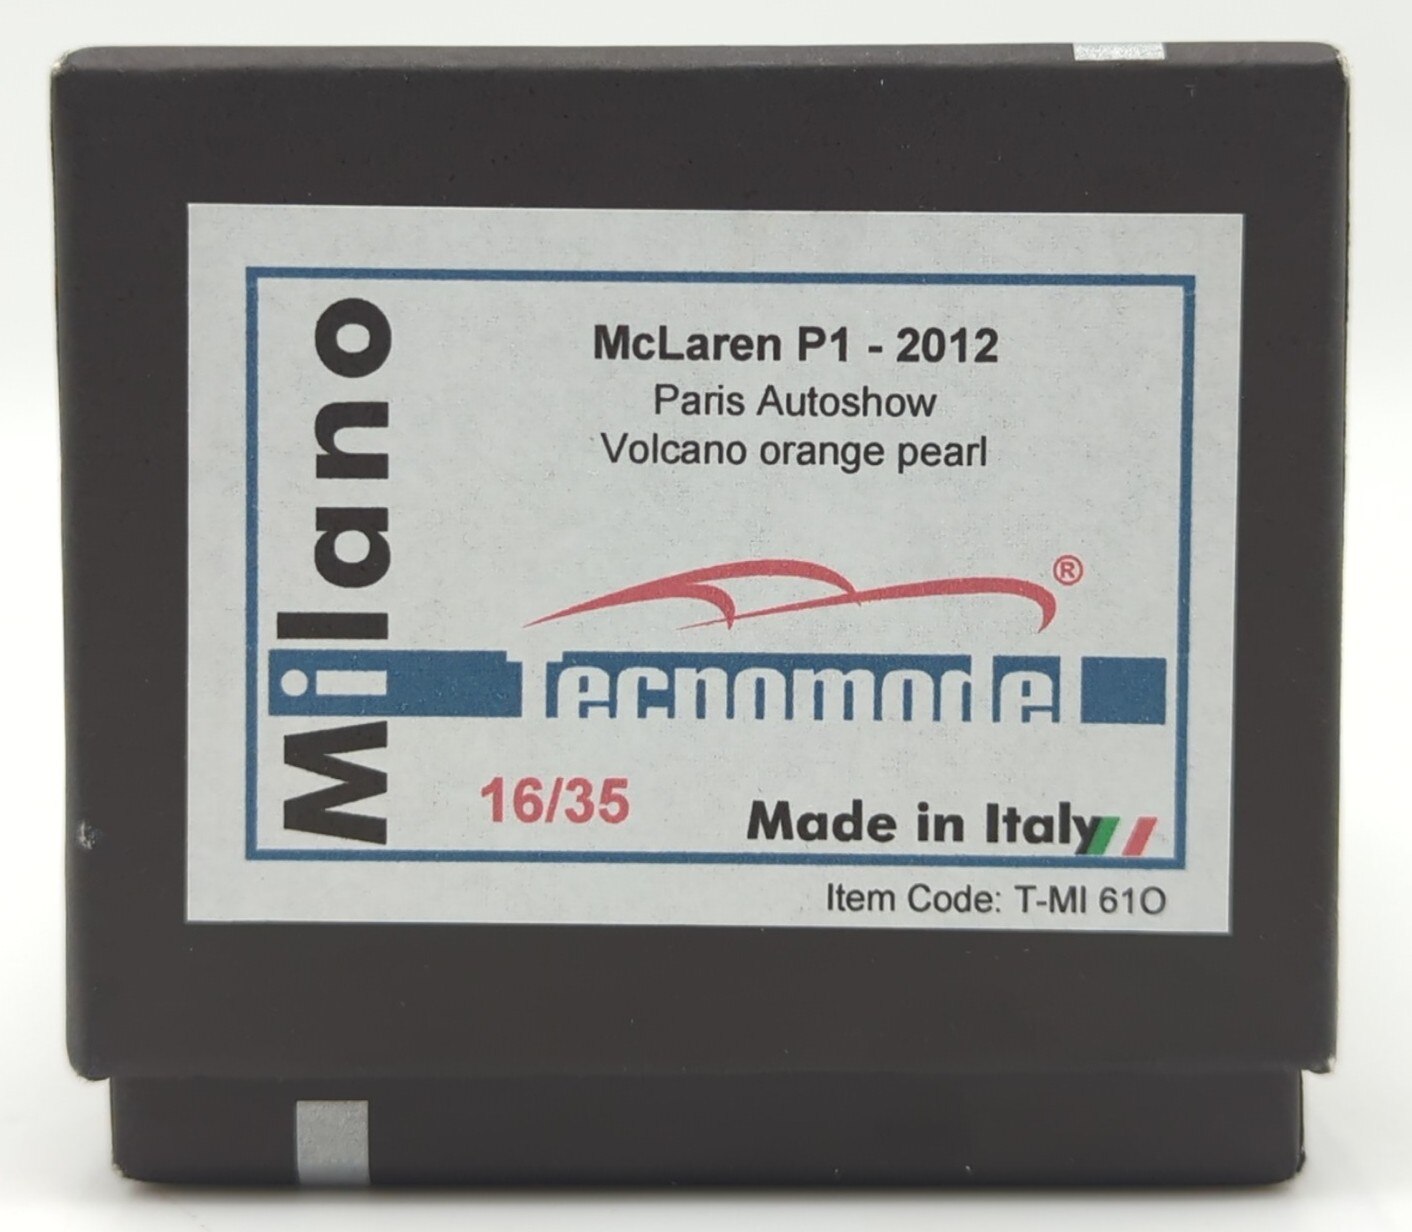 Milano
McLaren P1 - 2012
Paris Autoshow
Volcano orange pearl
®
Tecnomodel
16/35
Made in Italy
Item Code: T-MI 61O